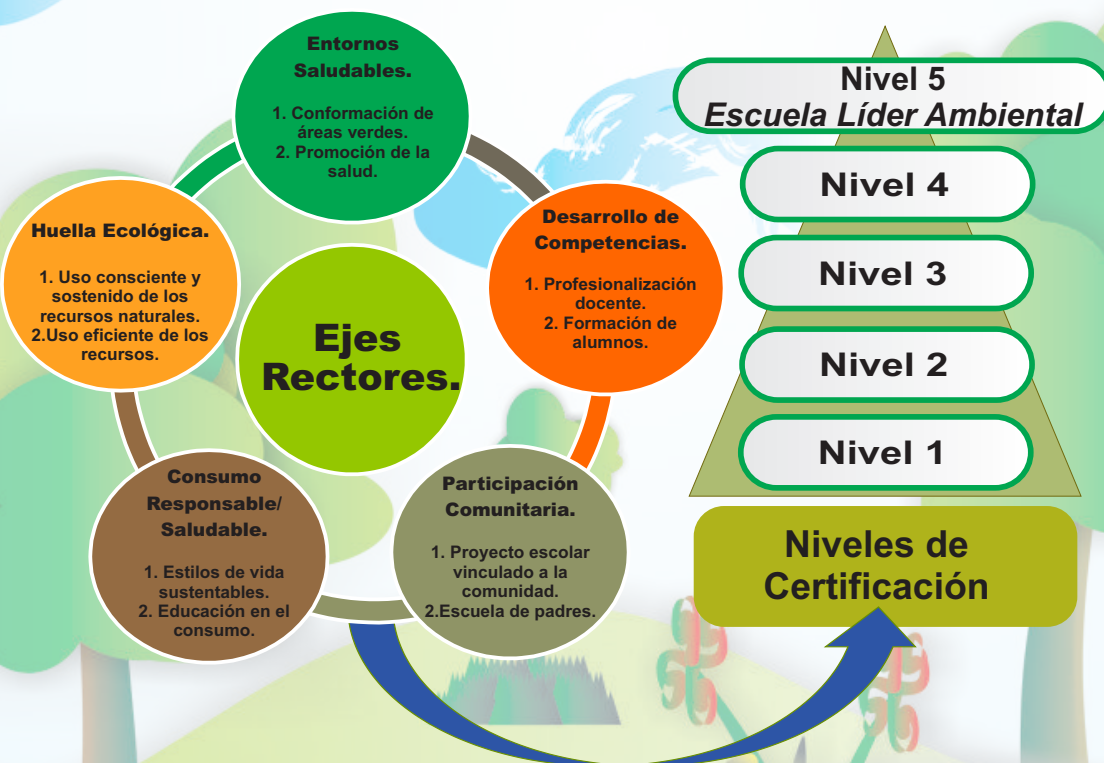 Entornos
Saludables.
1. Conformación de
áreas verdes.
2. Promoción de la
salud.
Desarrollo de
Competencias.
1. Profesionalización
docente.
2. Formación de
alumnos.
Participación
Comunitaria.
1. Proyecto escolar
vinculado a la
comunidad.
2.Escuela de padres.
Consumo
Responsable/
Saludable.
1. Estilos de vida
sustentables.
2. Educación en el
consumo.
Huella Ecológica.
1. Uso consciente y
sostenido de los
recursos naturales.
2.Uso eficiente de los
recursos.
Ejes
Rectores.
Nivel 5
Escuela Líder Ambiental
Nivel 4
Nivel 3
Nivel 2
Nivel 1
Niveles de
Certificación